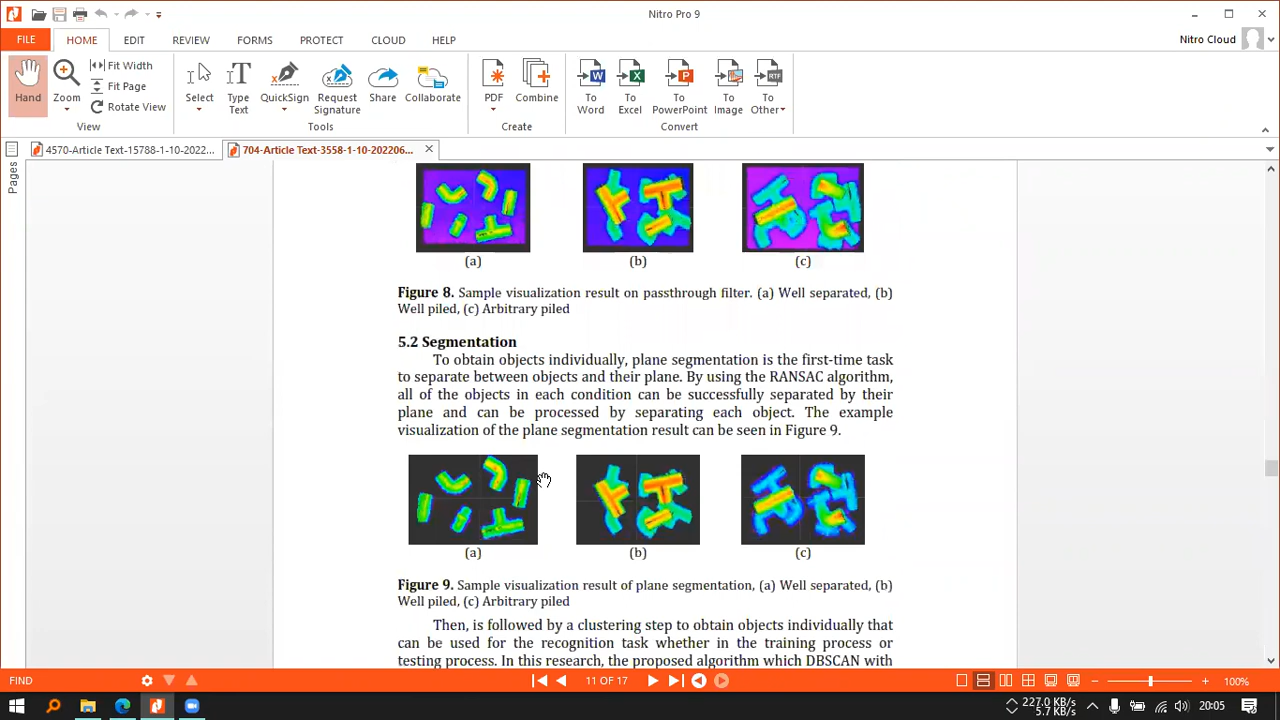 Nitro Pro 9
FILE HOME EDIT REVIEW FORMS PROTECT CLOUD HELP Nitro Cloud
Hand Zoom Fit Width Fit Page Rotate View Select Type Text QuickSign Request Signature Share Collaborate PDF Combine To Word To Excel To PowerPoint To Image To Other
View Tools Create Convert
4570-Article Text-15788-1-10-2022... 704-Article Text-3558-1-10-202206...
Pages
(a) (b) (c)
Figure 8. Sample visualization result on passthrough filter. (a) Well separated, (b)
Well piled, (c) Arbitrary piled
5.2 Segmentation
To obtain objects individually, plane segmentation is the first-time task
to separate between objects and their plane. By using the RANSAC algorithm,
all of the objects in each condition can be successfully separated by their
plane and can be processed by separating each object. The example
visualization of the plane segmentation result can be seen in Figure 9.
(a) (b) (c)
Figure 9. Sample visualization result of plane segmentation, (a) Well separated, (b)
Well piled, (c) Arbitrary piled
Then, is followed by a clustering step to obtain objects individually that
can be used for the recognition task whether in the training process or
testing process. In this research, the proposed algorithm which DBSCAN with
FIND 11 OF 17 100%
227.0 KB/s
5.7 KB/s
20:05